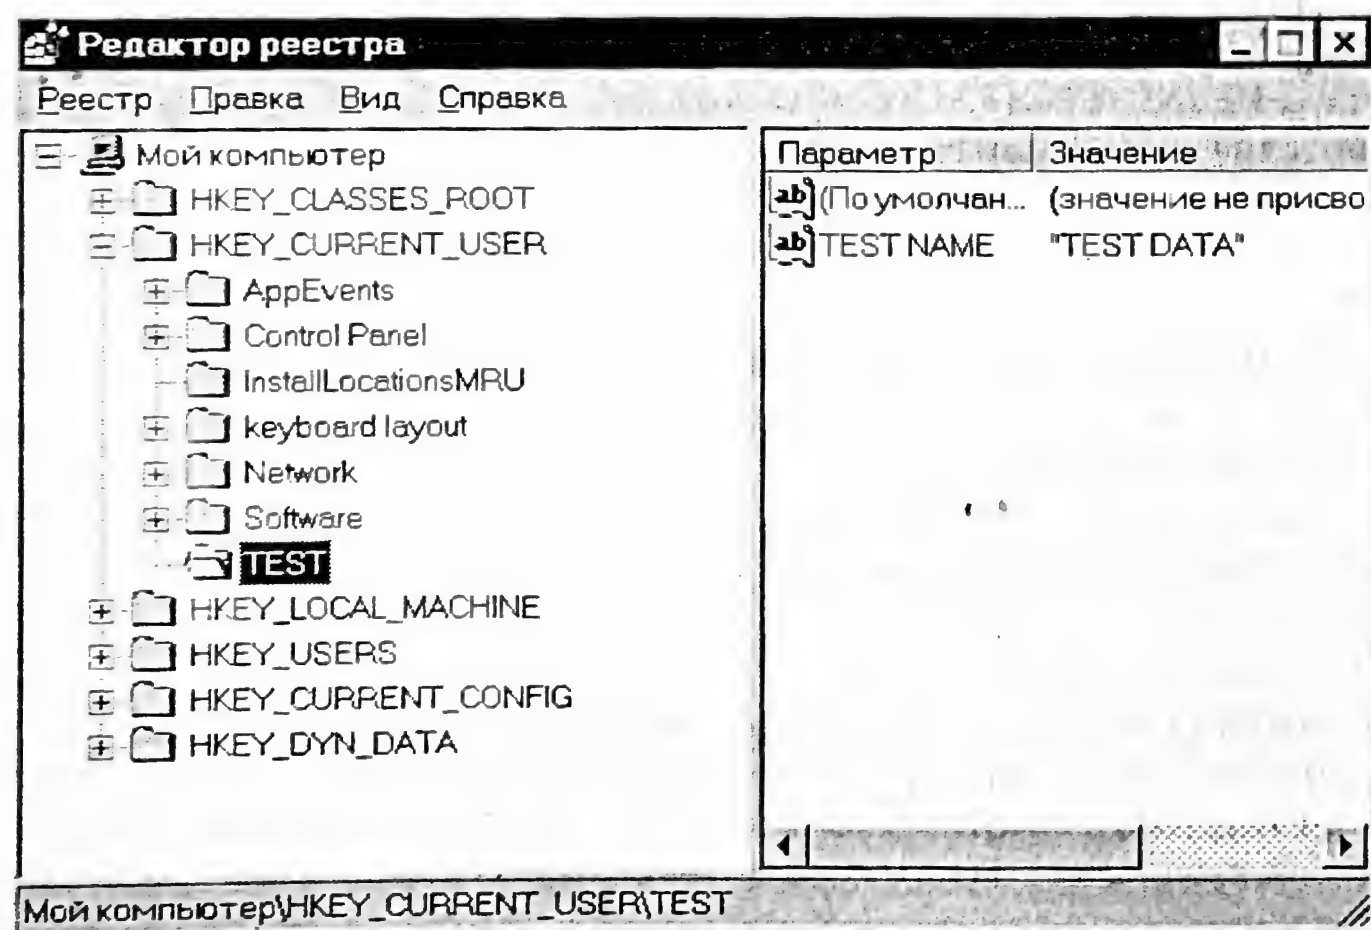 Редактор реестра
Реестр Правка Вид Справка
Мой компьютер
HKEY_CLASSES_ROOT
HKEY_CURRENT_USER
AppEvents
Control Panel
InstallLocationsMRU
keyboard layout
Network
Software
TEST
HKEY_LOCAL_MACHINE
HKEY_USERS
HKEY_CURRENT_CONFIG
HKEY_DYN_DATA
Параметр Значение
ab (По умолчан... (значение не присво
ab TEST NAME "TEST DATA"
Мой компьютер\HKEY_CURRENT_USER\TEST